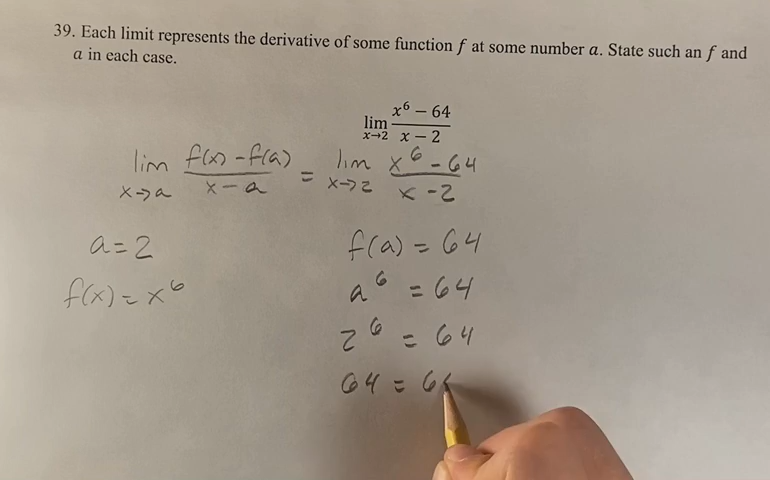 39. Each limit represents the derivative of some function f at some number a. State such an f and
a in each case.
lim x→2 (x⁶ − 64)/(x − 2)
lim x→a (f(x) - f(a))/(x - a) = lim x→2 (x⁶ - 64)/(x - 2)
a = 2
f(x) = x⁶
f(a) = 64
a⁶ = 64
2⁶ = 64
64 = 6